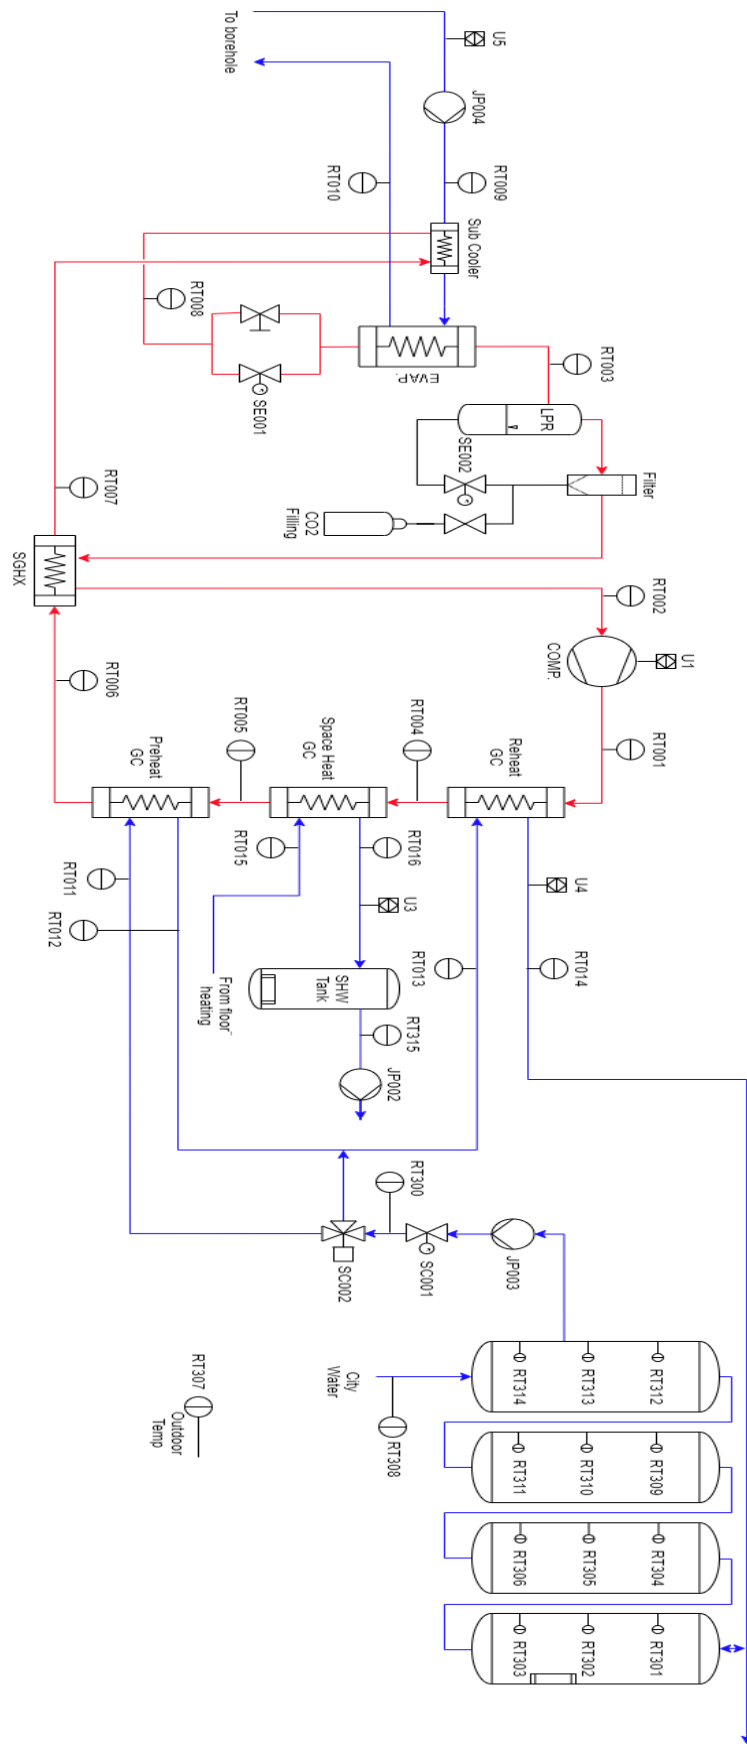 To borehole
U5
JP004
RT010
RT009
Sub Cooler
RT008
EVAP.
RT003
SE001
LPR
SE002
Filter
CO2
Filling
RT007
SGHX
RT002
COMP.
U1
RT006
RT005
RT004
RT001
Preheat
GC
Space Heat
GC
Reheat
GC
RT011
RT012
RT015
RT016
U3
U4
From floor
heating
SHW
Tank
RT013
RT014
RT315
JP002
RT300
SC002
SC001
JP003
RT307
Outdoor
Temp
City
Water
RT308
RT314
RT313
RT312
RT311
RT310
RT309
RT306
RT305
RT304
RT303
RT302
RT301